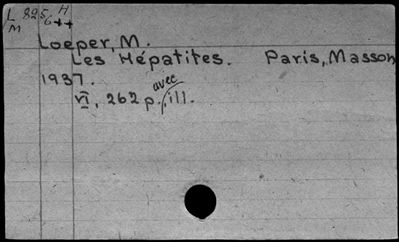 L 825 H
M 6++
Loeper, M.
Les Hépatites. Paris, Masson
1937.
VI, 262 p. avec ill.